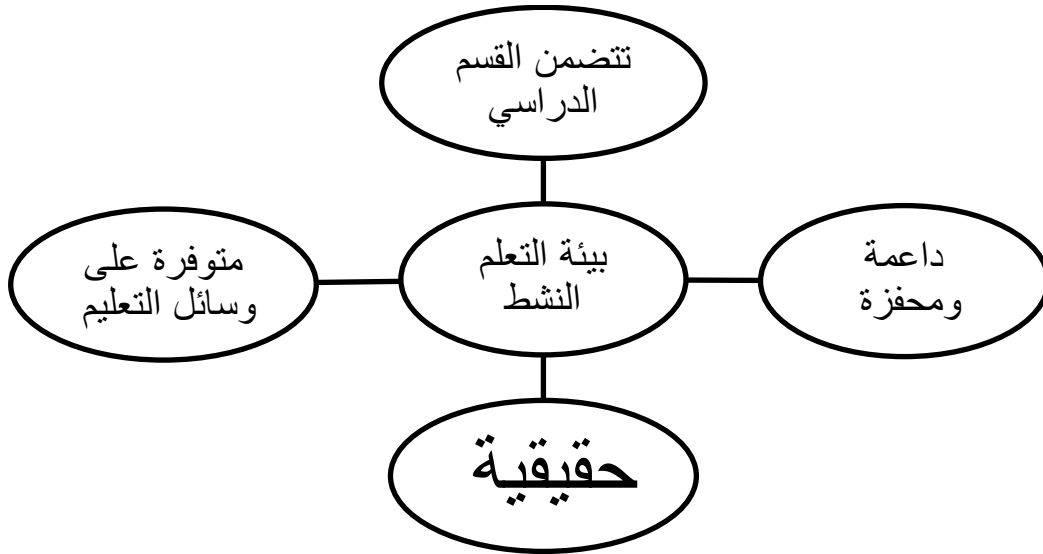 تتضمن القسم
الدراسي
داعمة
ومحفزة
بيئة التعلم
النشط
متوفرة على
وسائل التعليم
حقيقية